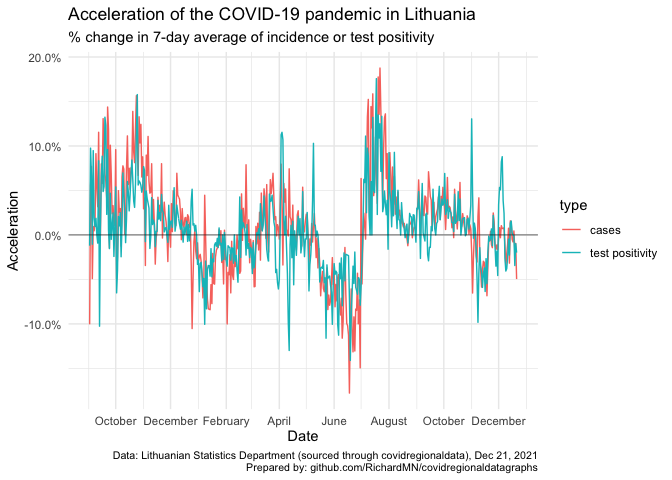 Acceleration of the COVID-19 pandemic in Lithuania
% change in 7-day average of incidence or test positivity
20.0%
10.0%
0.0%
-10.0%
Acceleration
October December February April June August October December
Date
type
cases
test positivity
Data: Lithuanian Statistics Department (sourced through covidregionaldata), Dec 21, 2021
Prepared by: github.com/RichardMN/covidregionaldatagraphs